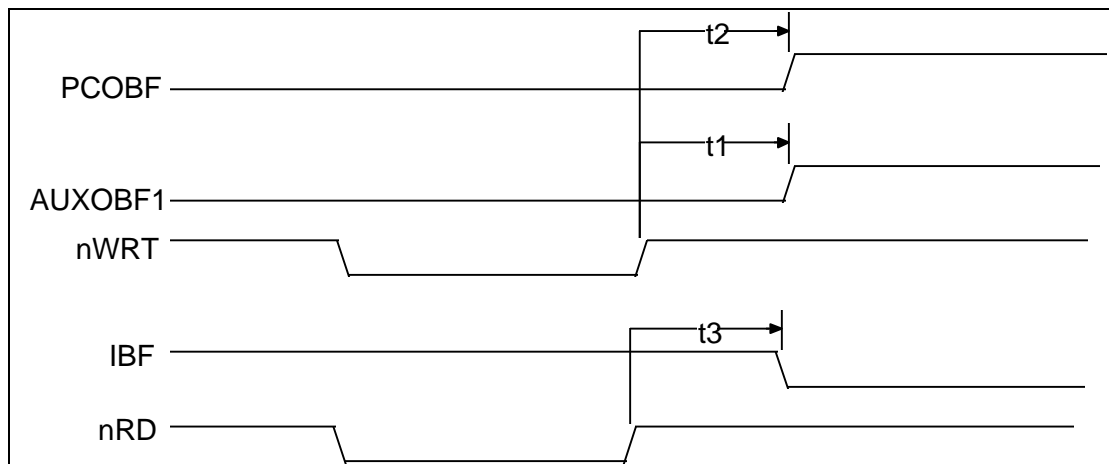 t2
PCOBF
t1
AUXOBF1
nWRT
t3
IBF
nRD